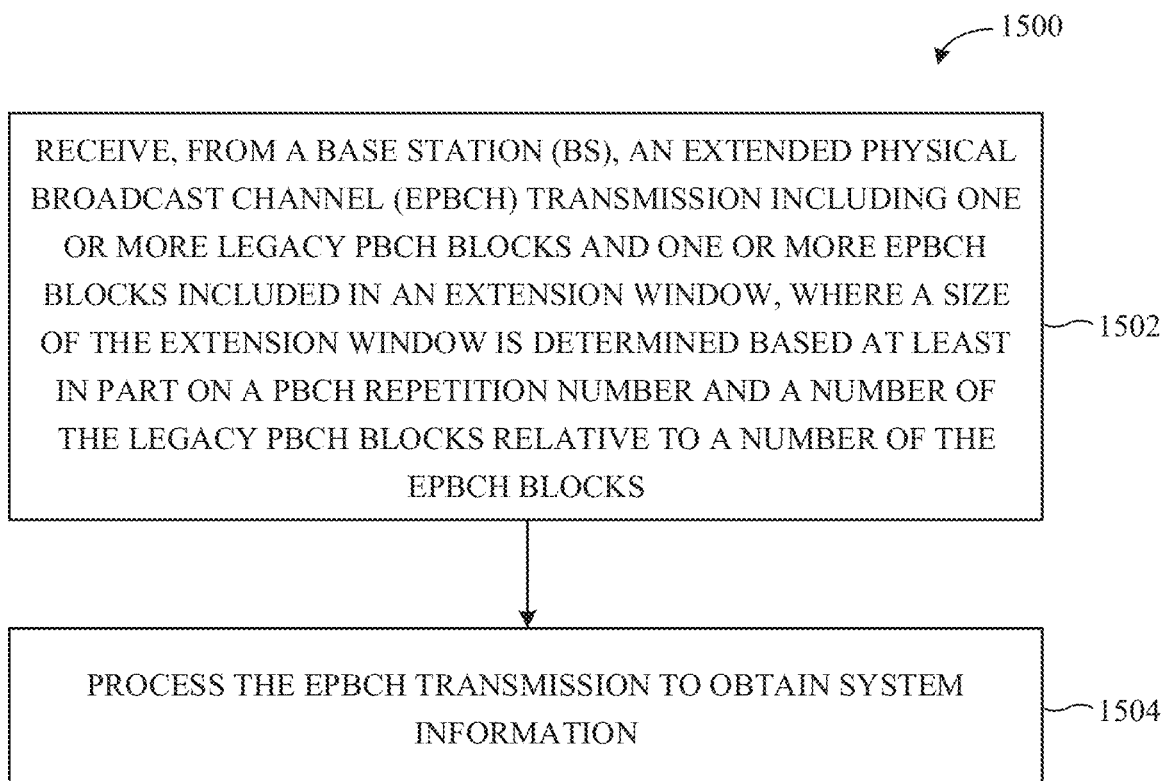 1500
RECEIVE, FROM A BASE STATION (BS), AN EXTENDED PHYSICAL
BROADCAST CHANNEL (EPBCH) TRANSMISSION INCLUDING ONE
OR MORE LEGACY PBCH BLOCKS AND ONE OR MORE EPBCH
BLOCKS INCLUDED IN AN EXTENSION WINDOW, WHERE A SIZE
OF THE EXTENSION WINDOW IS DETERMINED BASED AT LEAST
IN PART ON A PBCH REPETITION NUMBER AND A NUMBER OF
THE LEGACY PBCH BLOCKS RELATIVE TO A NUMBER OF THE
EPBCH BLOCKS
1502
PROCESS THE EPBCH TRANSMISSION TO OBTAIN SYSTEM
INFORMATION
1504